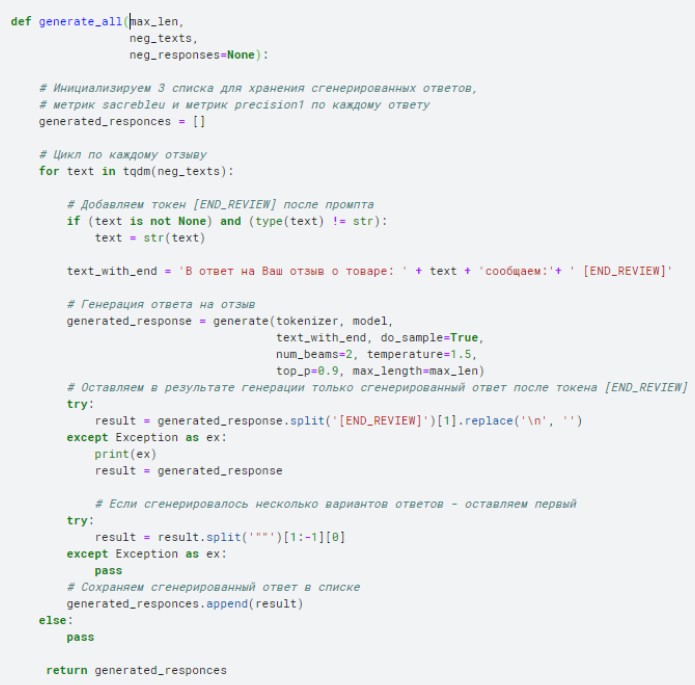 def generate_all(max_len,
                 neg_texts,
                 neg_responses=None):

    # Инициализируем 3 списка для хранения сгенерированных ответов,
    # метрик sacrebleu и метрик precision1 по каждому ответу
    generated_responces = []

    # Цикл по каждому отзыву
    for text in tqdm(neg_texts):

        # Добавляем токен [END_REVIEW] после промпта
        if (text is not None) and (type(text) != str):
            text = str(text)

        text_with_end = 'В ответ на Ваш отзыв о товаре: ' + text + 'сообщаем:'+ ' [END_REVIEW]'

        # Генерация ответа на отзыв
        generated_response = generate(tokenizer, model,
                                      text_with_end, do_sample=True,
                                      num_beams=2, temperature=1.5,
                                      top_p=0.9, max_length=max_len)
        # Оставляем в результате генерации только сгенерированный ответ после токена [END_REVIEW]
        try:
            result = generated_response.split('[END_REVIEW]')[1].replace('\n', '')
        except Exception as ex:
            print(ex)
            result = generated_response

            # Если сгенерировалось несколько вариантов ответов - оставляем первый
        try:
            result = result.split('""')[1:-1][0]
        except Exception as ex:
            pass
        # Сохраняем сгенерированный ответ в списке
        generated_responces.append(result)
    else:
        pass

     return generated_responces